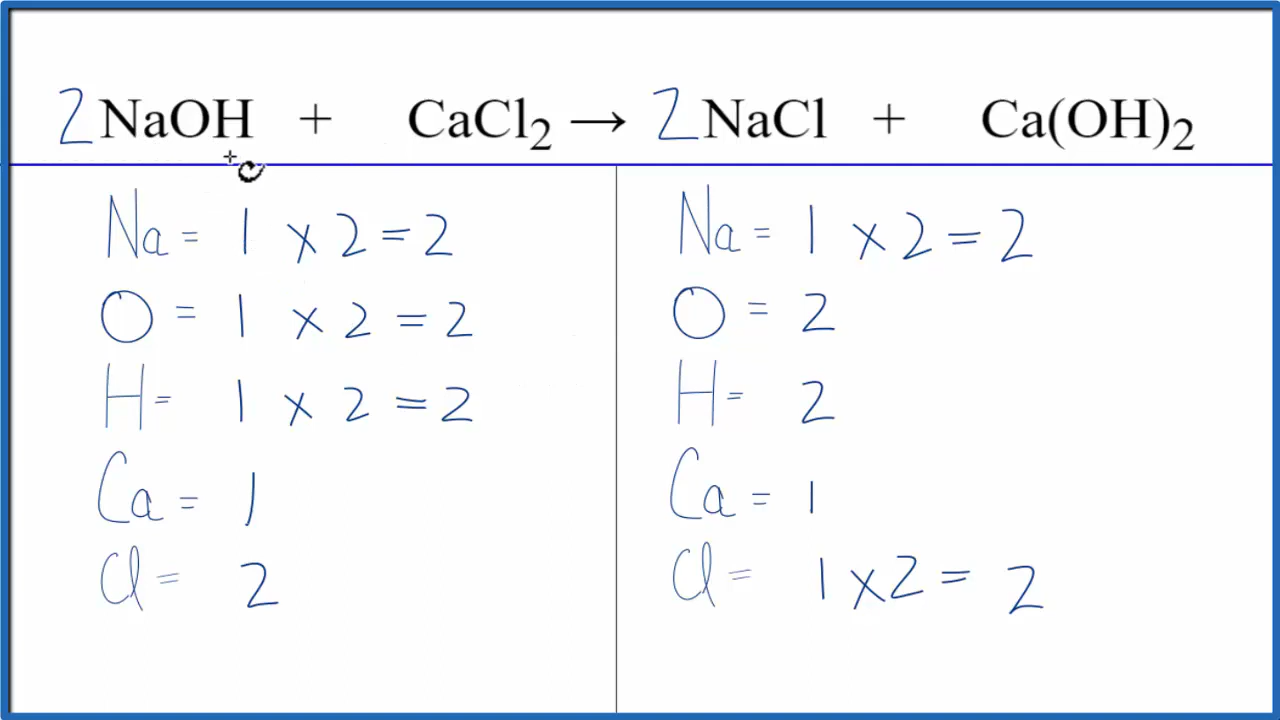 2NaOH + CaCl₂ → 2NaCl + Ca(OH)₂
Na = 1 x 2 = 2
O = 1 x 2 = 2
H = 1 x 2 = 2
Ca = 1
Cl = 2
Na = 1 x 2 = 2
O = 2
H = 2
Ca = 1
Cl = 1 x 2 = 2